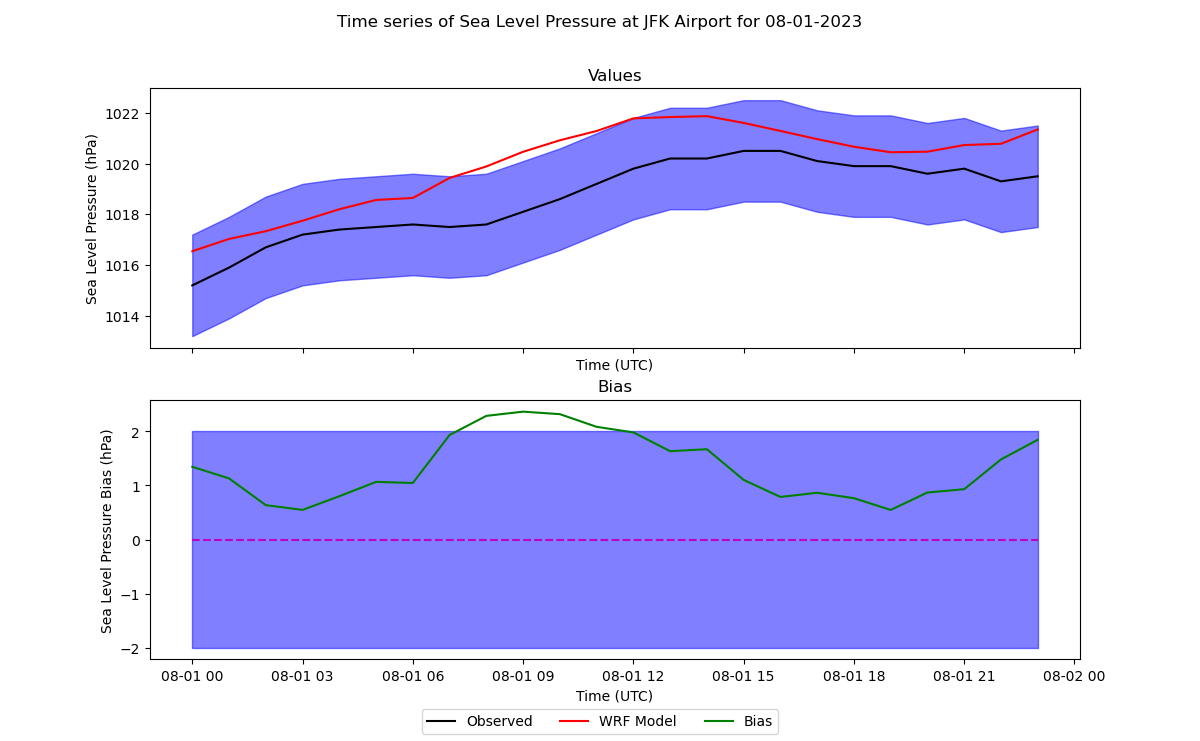 Time series of Sea Level Pressure at JFK Airport for 08-01-2023
Values
Sea Level Pressure (hPa)
1022
1020
1018
1016
1014
Time (UTC)
Bias
Sea Level Pressure Bias (hPa)
2
1
0
−1
−2
08-01 00 08-01 03 08-01 06 08-01 09 08-01 12 08-01 15 08-01 18 08-01 21 08-02 00
Time (UTC)
Observed WRF Model Bias